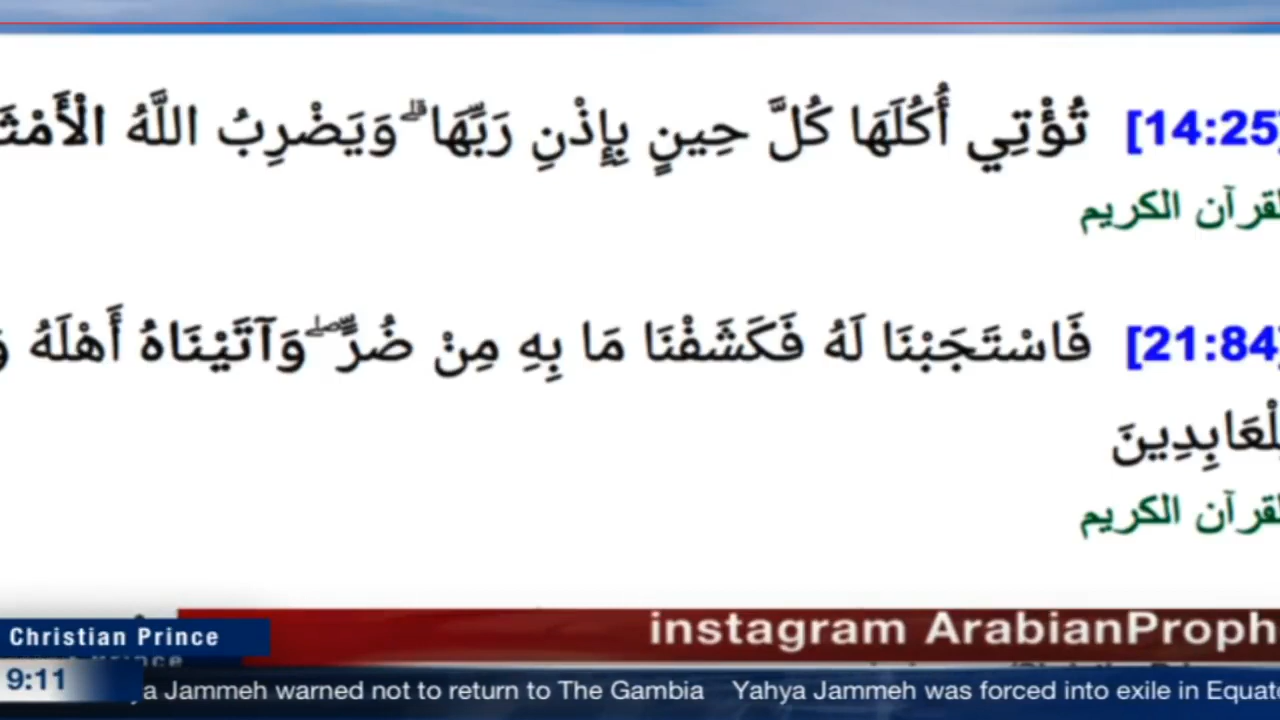 [14:25] تُؤْتِي أُكُلَهَا كُلَّ حِينٍ بِإِذْنِ رَبِّهَا ۗ وَيَضْرِبُ اللَّهُ
القرآن الكريم
[21:84] فَاسْتَجَبْنَا لَهُ فَكَشَفْنَا مَا بِهِ مِنْ ضُرٍّ ۖ وَآتَيْنَاهُ أَهْلَهُ
لِلْعَابِدِينَ
القرآن الكريم
instagram ArabianProph
Christian Prince
9:11
a Jammeh warned not to return to The Gambia Yahya Jammeh was forced into exile in Equat